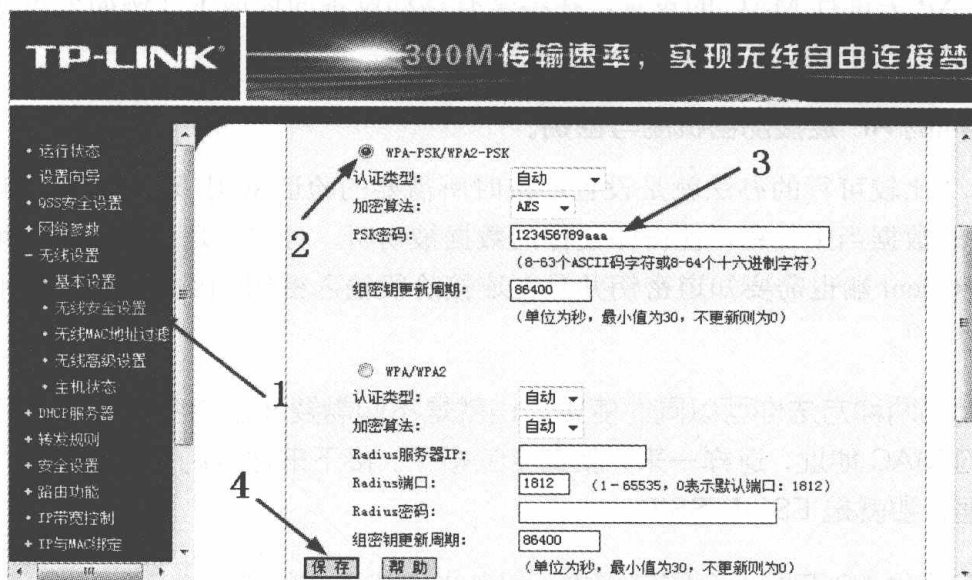 TP-LINK
300M 传输速率，实现无线自由连接梦
• 运行状态
• 设置向导
• QSS安全设置
+ 网络参数
- 无线设置
• 基本设置
• 无线安全设置
• 无线MAC地址过滤
• 无线高级设置
• 主机状态
+ DHCP服务器
+ 转发规则
+ 安全设置
+ 路由功能
• IP带宽控制
+ IP与MAC绑定
WPA-PSK/WPA2-PSK
认证类型： 自动
加密算法： AES
PSK密码： 123456789aaa
（8-63个ASCII码字符或8-64个十六进制字符）
组密钥更新周期： 86400
（单位为秒，最小值为30，不更新则为0）
WPA/WPA2
认证类型： 自动
加密算法： 自动
Radius服务器IP：
Radius端口： 1812 （1-65535，0表示默认端口：1812）
Radius密码：
组密钥更新周期： 86400
（单位为秒，最小值为30，不更新则为0）
保存 帮助
1
2
3
4